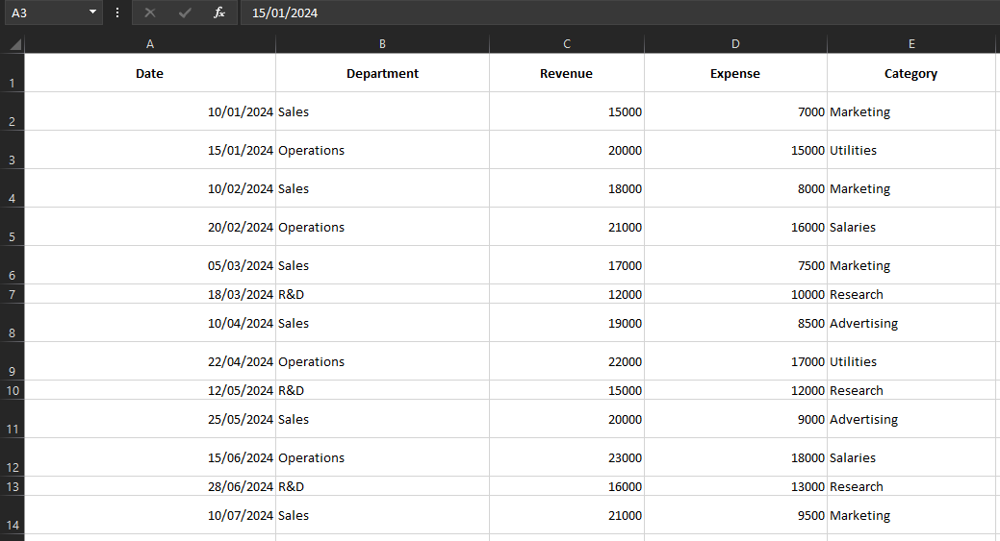 A3 fx 15/01/2024
A B C D E
1 Date Department Revenue Expense Category
2 10/01/2024 Sales 15000 7000 Marketing
3 15/01/2024 Operations 20000 15000 Utilities
4 10/02/2024 Sales 18000 8000 Marketing
5 20/02/2024 Operations 21000 16000 Salaries
6 05/03/2024 Sales 17000 7500 Marketing
7 18/03/2024 R&D 12000 10000 Research
8 10/04/2024 Sales 19000 8500 Advertising
9 22/04/2024 Operations 22000 17000 Utilities
10 12/05/2024 R&D 15000 12000 Research
11 25/05/2024 Sales 20000 9000 Advertising
12 15/06/2024 Operations 23000 18000 Salaries
13 28/06/2024 R&D 16000 13000 Research
14 10/07/2024 Sales 21000 9500 Marketing